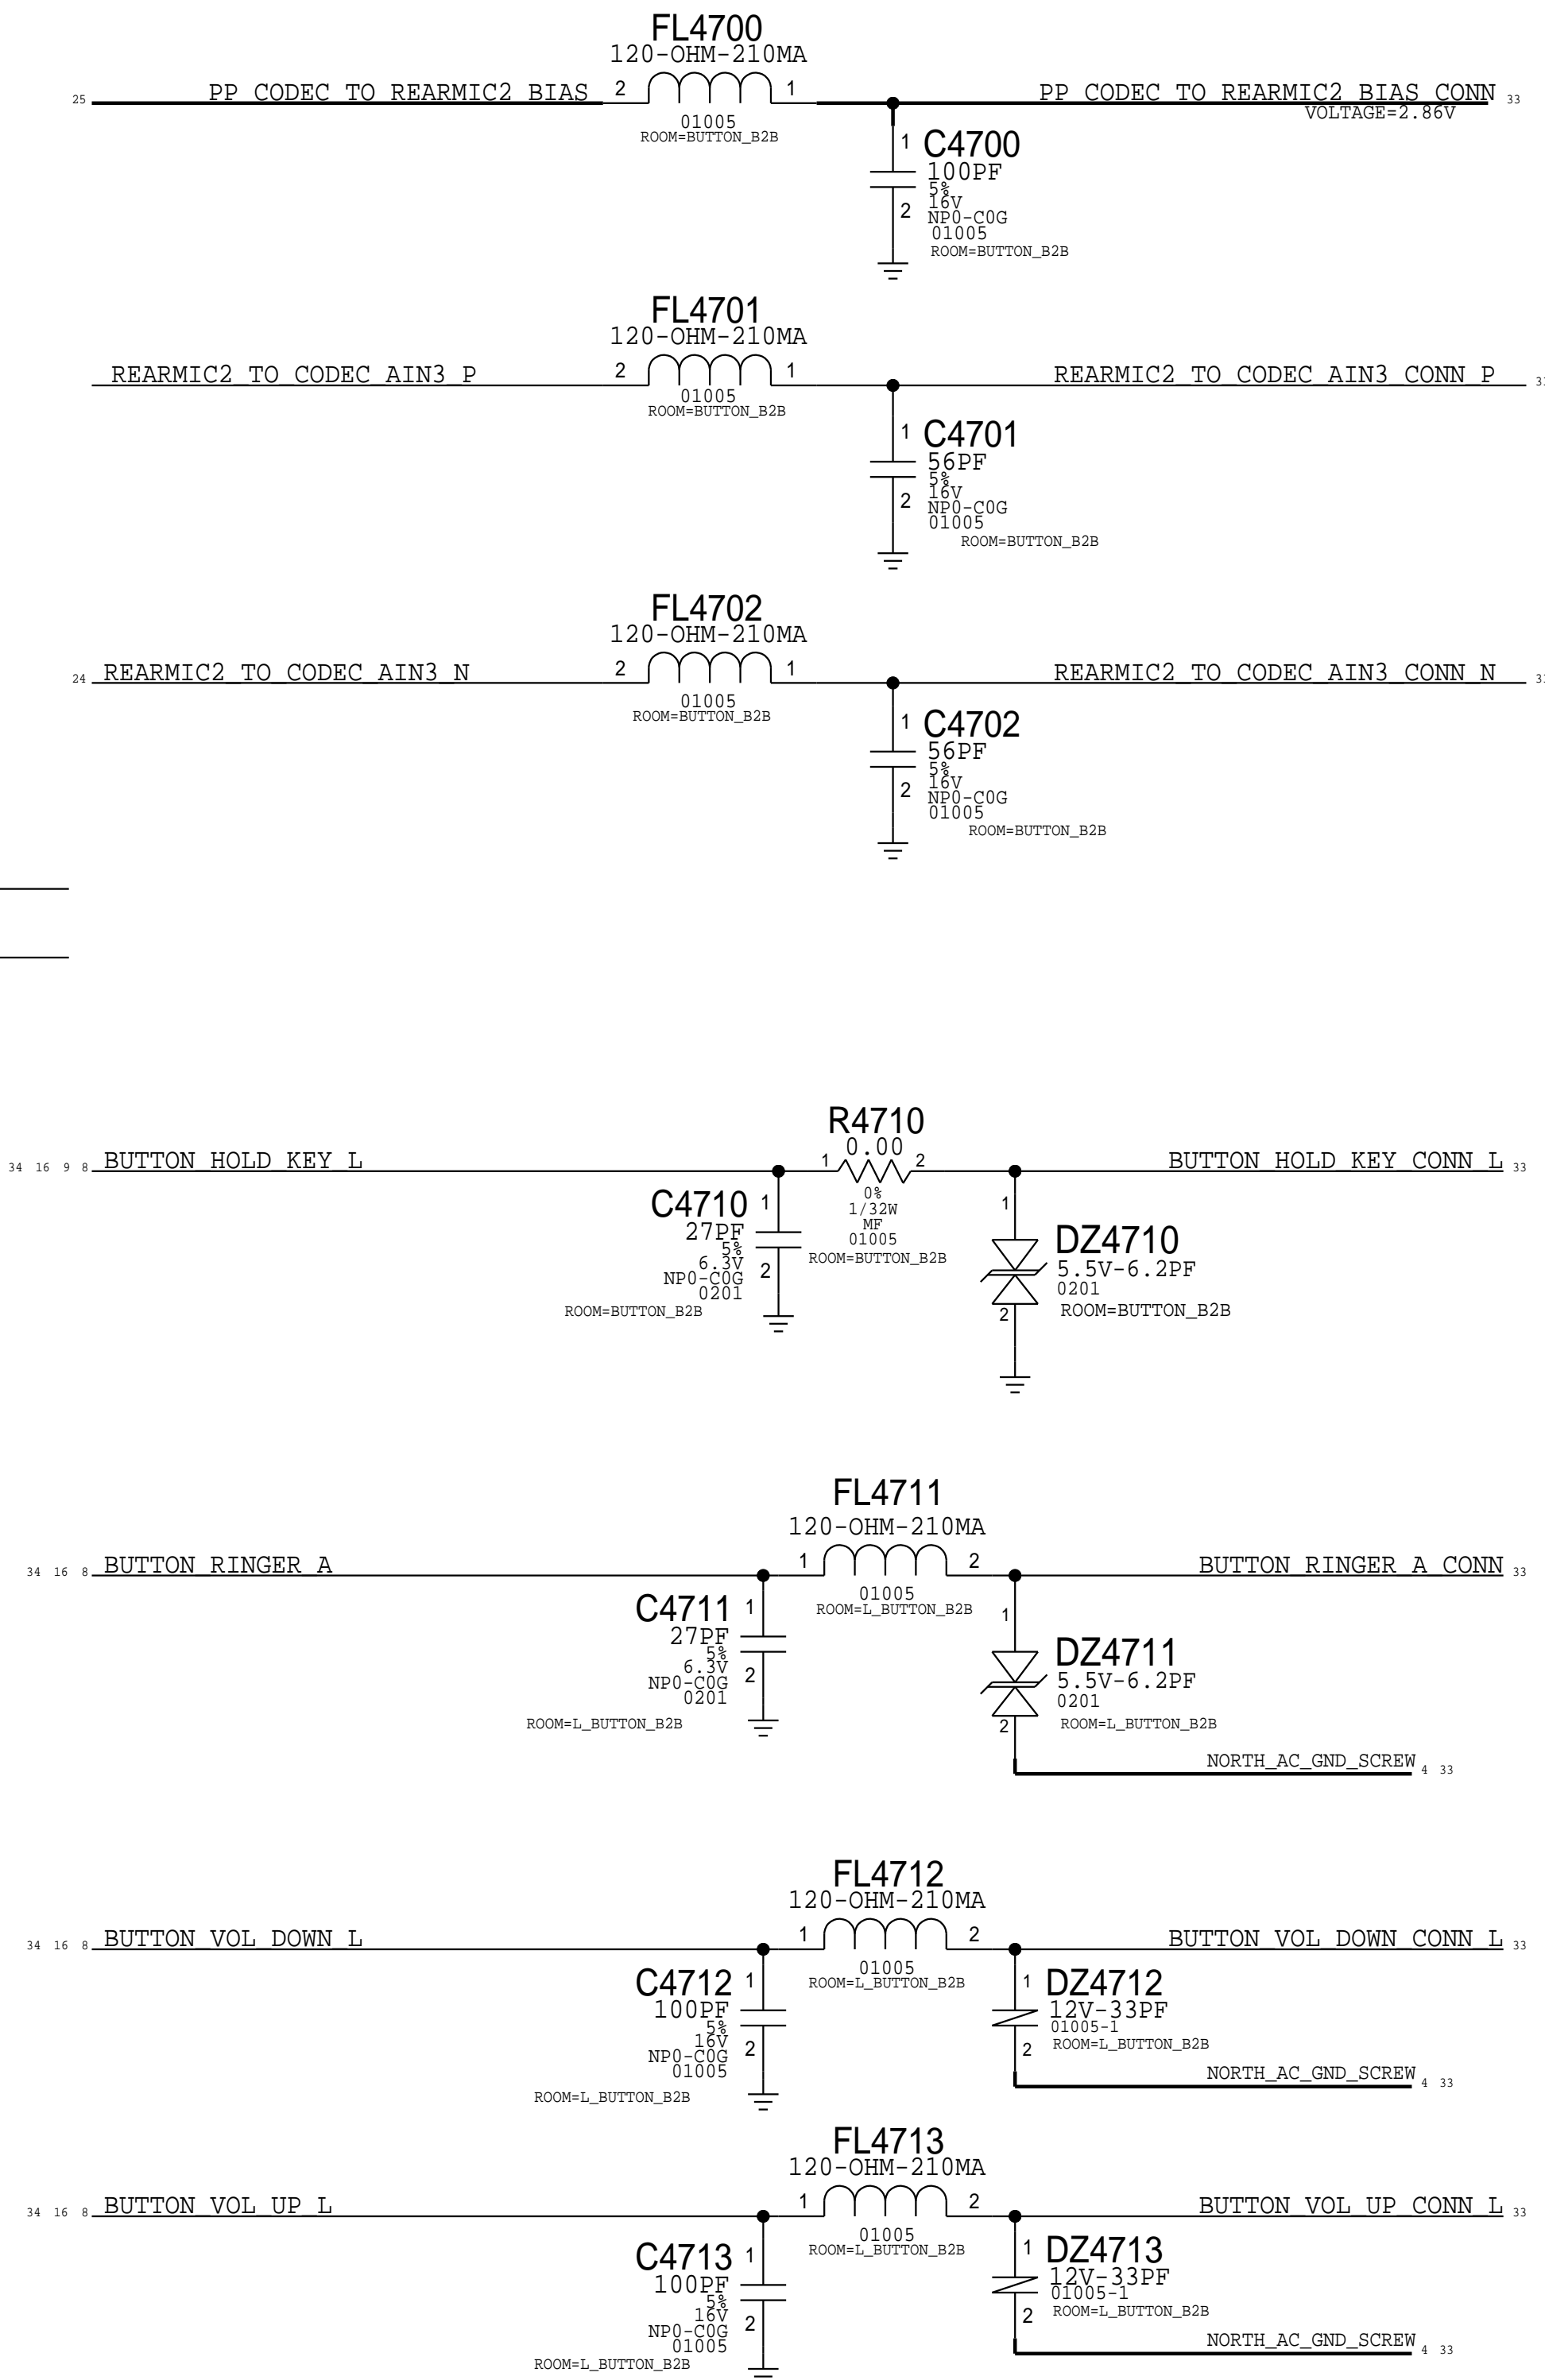 FL4700
120-OHM-210MA
25 PP_CODEC_TO_REARMIC2_BIAS 2 1 PP_CODEC_TO_REARMIC2_BIAS_CONN 33
VOLTAGE=2.86V
01005
ROOM=BUTTON_B2B
1 C4700
100PF
5%
16V
2 NP0-C0G
01005
ROOM=BUTTON_B2B
FL4701
120-OHM-210MA
REARMIC2_TO_CODEC_AIN3_P 2 1 REARMIC2_TO_CODEC_AIN3_CONN_P
01005
ROOM=BUTTON_B2B
1 C4701
56PF
5%
16V
2 NP0-C0G
01005
ROOM=BUTTON_B2B
FL4702
120-OHM-210MA
24 REARMIC2_TO_CODEC_AIN3_N 2 1 REARMIC2_TO_CODEC_AIN3_CONN_N
01005
ROOM=BUTTON_B2B
1 C4702
56PF
5%
16V
2 NP0-C0G
01005
ROOM=BUTTON_B2B
R4710
0.00
34 16 9 8 BUTTON_HOLD_KEY_L 1 2 BUTTON_HOLD_KEY_CONN_L 33
0%
1/32W
MF
01005
ROOM=BUTTON_B2B
C4710 1
27PF
5%
6.3V
NP0-C0G 2
0201
ROOM=BUTTON_B2B
1
DZ4710
5.5V-6.2PF
0201
2 ROOM=BUTTON_B2B
FL4711
120-OHM-210MA
34 16 8 BUTTON_RINGER_A 1 2 BUTTON_RINGER_A_CONN 33
01005
ROOM=L_BUTTON_B2B
C4711 1
27PF
5%
6.3V
NP0-C0G 2
0201
ROOM=L_BUTTON_B2B
1
DZ4711
5.5V-6.2PF
0201
2 ROOM=L_BUTTON_B2B
NORTH_AC_GND_SCREW 4 33
FL4712
120-OHM-210MA
34 16 8 BUTTON_VOL_DOWN_L 1 2 BUTTON_VOL_DOWN_CONN_L 33
01005
ROOM=L_BUTTON_B2B
C4712 1
100PF
5%
16V
NP0-C0G 2
01005
ROOM=L_BUTTON_B2B
1 DZ4712
12V-33PF
01005-1
2 ROOM=L_BUTTON_B2B
NORTH_AC_GND_SCREW 4 33
FL4713
120-OHM-210MA
34 16 8 BUTTON_VOL_UP_L 1 2 BUTTON_VOL_UP_CONN_L 33
01005
ROOM=L_BUTTON_B2B
C4713 1
100PF
5%
16V
NP0-C0G 2
01005
ROOM=L_BUTTON_B2B
1 DZ4713
12V-33PF
01005-1
2 ROOM=L_BUTTON_B2B
NORTH_AC_GND_SCREW 4 33